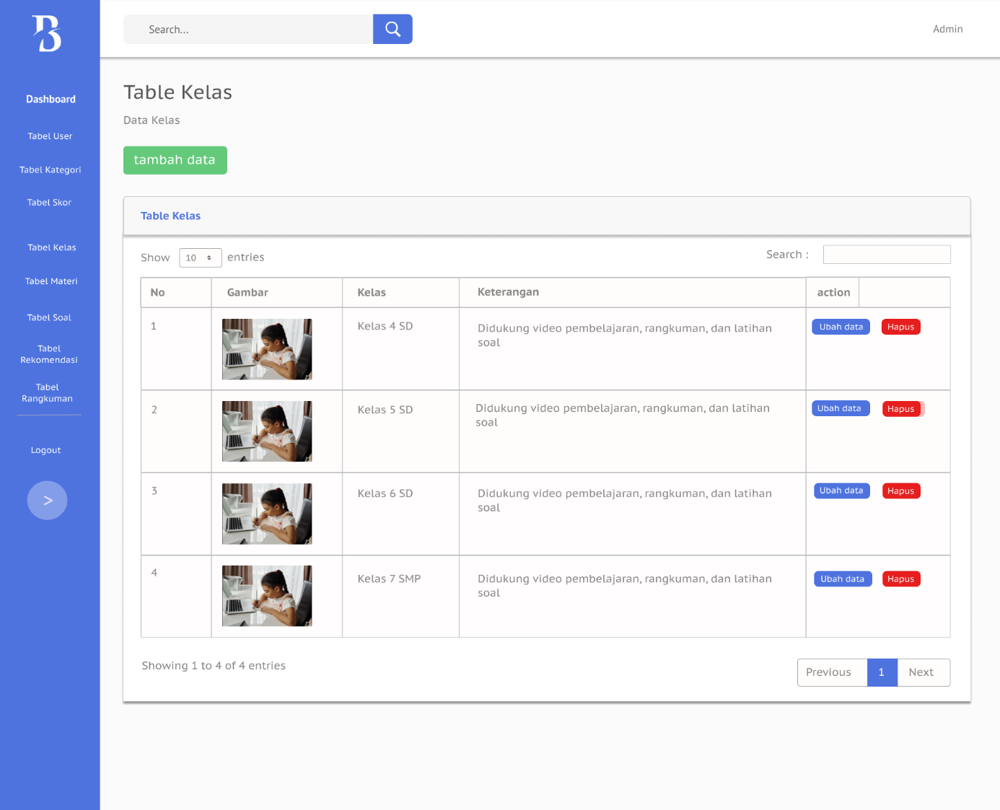 B
Search...
Admin
Dashboard
Tabel User
Tabel Kategori
Tabel Skor
Tabel Kelas
Tabel Materi
Tabel Soal
Tabel
Rekomendasi
Tabel
Rangkuman
Logout
>
Table Kelas
Data Kelas
tambah data
Table Kelas
Show 10 entries
Search :
No Gambar Kelas Keterangan action
1 Kelas 4 SD Didukung video pembelajaran, rangkuman, dan latihan Ubah data Hapus
soal
2 Kelas 5 SD Didukung video pembelajaran, rangkuman, dan latihan Ubah data Hapus
soal
3 Kelas 6 SD Didukung video pembelajaran, rangkuman, dan latihan Ubah data Hapus
soal
4 Kelas 7 SMP Didukung video pembelajaran, rangkuman, dan latihan Ubah data Hapus
soal
Showing 1 to 4 of 4 entries
Previous 1 Next